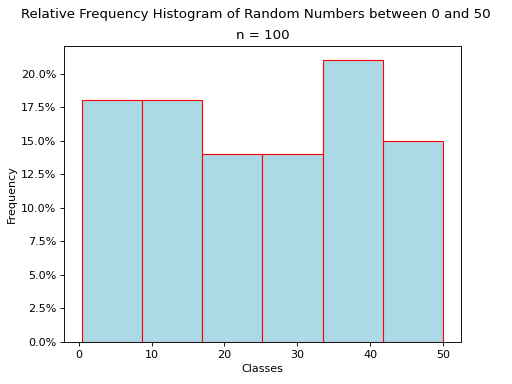 Relative Frequency Histogram of Random Numbers between 0 and 50
n = 100
20.0%
17.5%
15.0%
12.5%
10.0%
7.5%
5.0%
2.5%
0.0%
Frequency
0 10 20 30 40 50
Classes